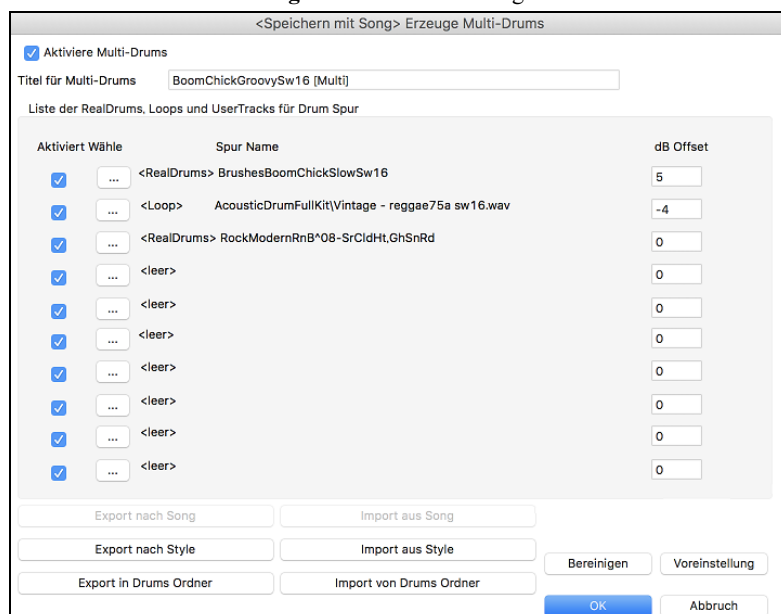 <Speichern mit Song> Erzeuge Multi-Drums
Aktiviere Multi-Drums
Titel für Multi-Drums BoomChickGroovySw16 [Multi]
Liste der RealDrums, Loops und UserTracks für Drum Spur
Aktiviert Wähle Spur Name dB Offset
... <RealDrums> BrushesBoomChickSlowSw16 5
... <Loop> AcousticDrumFullKit\Vintage - reggae75a sw16.wav -4
... <RealDrums> RockModernRnB^08-SrCldHt,GhSnRd 0
... <leer> 0
... <leer> 0
... <leer> 0
... <leer> 0
... <leer> 0
... <leer> 0
... <leer> 0
Export nach Song Import aus Song
Export nach Style Import aus Style
Bereinigen Voreinstellung
Export in Drums Ordner Import von Drums Ordner
OK Abbruch